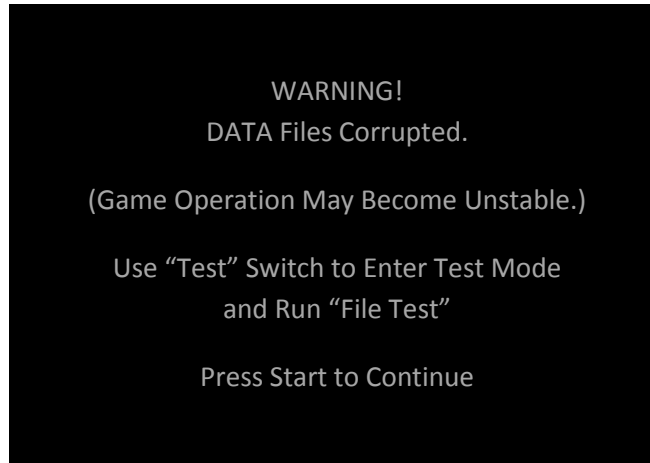 WARNING!
DATA Files Corrupted.
(Game Operation May Become Unstable.)
Use “Test” Switch to Enter Test Mode
and Run “File Test”
Press Start to Continue